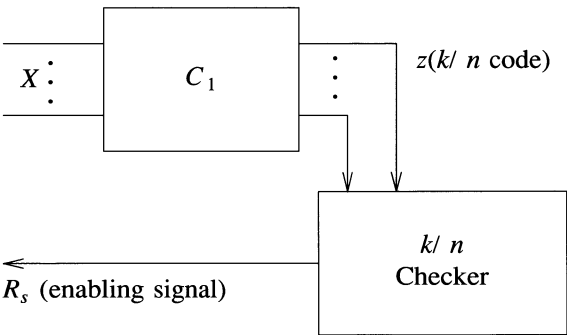 z(k/ n code)
X
C1
k/ n
Checker
Rs (enabling signal)